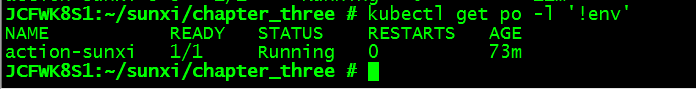 JCFWK8S1:~/sunxi/chapter_three # kubectl get po -l '!env'
NAME READY STATUS RESTARTS AGE
action-sunxi 1/1 Running 0 73m
JCFWK8S1:~/sunxi/chapter_three #